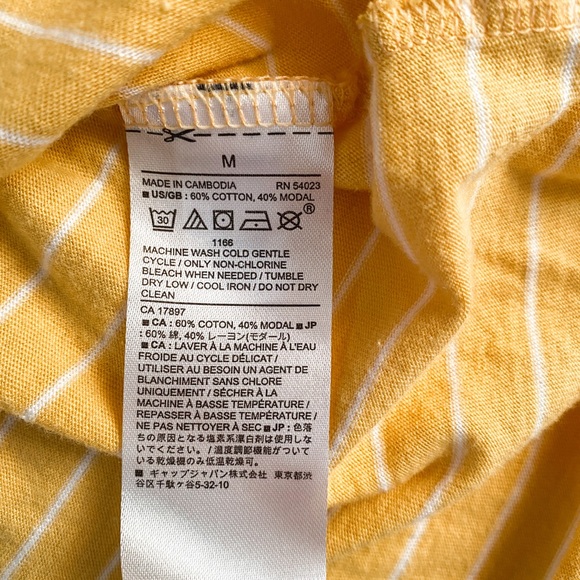 M
MADE IN CAMBODIA RN 54023
■ US/GB : 60% COTTON, 40% MODAL
30 ®
1166
MACHINE WASH COLD GENTLE
CYCLE / ONLY NON-CHLORINE
BLEACH WHEN NEEDED / TUMBLE
DRY LOW / COOL IRON / DO NOT DRY
CLEAN
CA 17897
■ CA : 60% COTON, 40% MODAL ■ JP
: 60% 綿, 40% レーヨン(モダール)
■ CA : LAVER À LA MACHINE À L'EAU
FROIDE AU CYCLE DÉLICAT /
UTILISER AU BESOIN UN AGENT DE
BLANCHIMENT SANS CHLORE
UNIQUEMENT / SÉCHER À LA
MACHINE À BASSE TEMPÉRATURE /
REPASSER À BASSE TEMPÉRATURE /
NE PAS NETTOYER À SEC ■ JP : 色落
ちの原因となる塩素系漂白剤は使用しな
いでください。/ 温度調節機能がついて
いる乾燥機のみ低温乾燥可。
■ ギャップジャパン株式会社 東京都渋
谷区千駄ヶ谷5-32-10